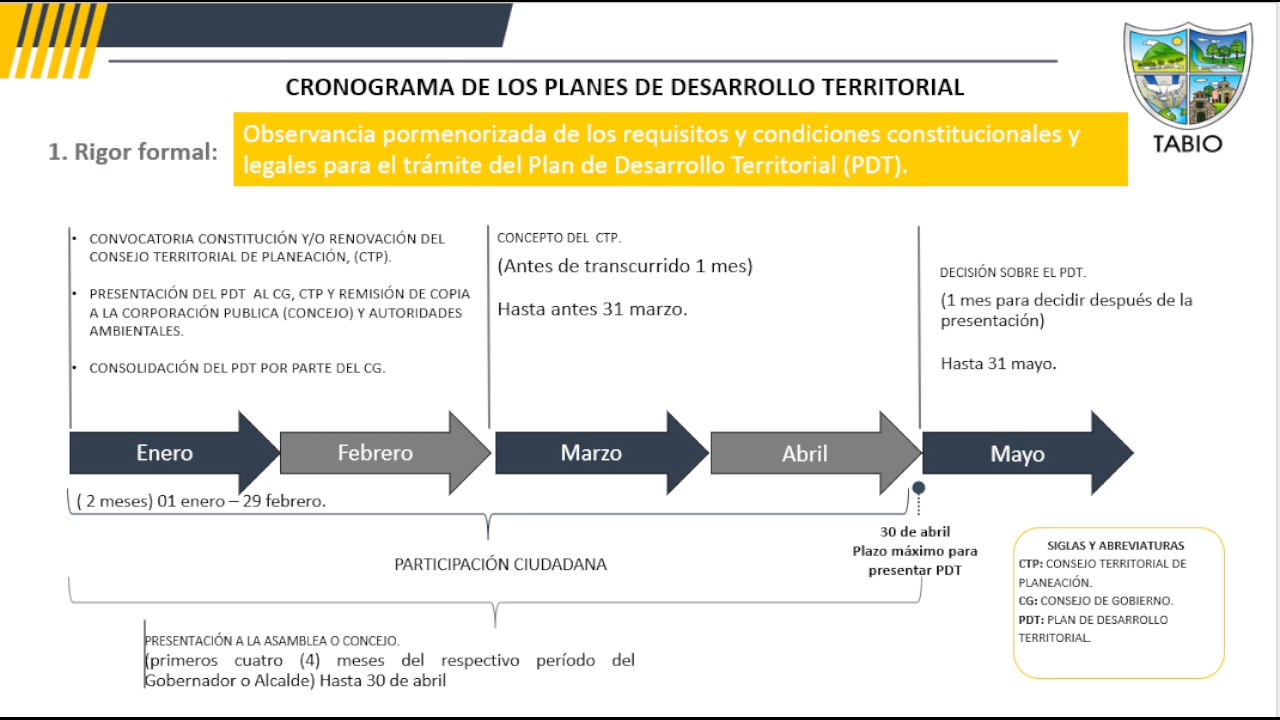 CRONOGRAMA DE LOS PLANES DE DESARROLLO TERRITORIAL
TABIO
1. Rigor formal:
Observancia pormenorizada de los requisitos y condiciones constitucionales y
legales para el trámite del Plan de Desarrollo Territorial (PDT).
• CONVOCATORIA CONSTITUCIÓN Y/O RENOVACIÓN DEL
CONSEJO TERRITORIAL DE PLANEACIÓN, (CTP).
• PRESENTACIÓN DEL PDT AL CG, CTP Y REMISIÓN DE COPIA
A LA CORPORACIÓN PUBLICA (CONCEJO) Y AUTORIDADES
AMBIENTALES.
• CONSOLIDACIÓN DEL PDT POR PARTE DEL CG.
CONCEPTO DEL CTP.
(Antes de transcurrido 1 mes)
Hasta antes 31 marzo.
DECISIÓN SOBRE EL PDT.
(1 mes para decidir después de la
presentación)
Hasta 31 mayo.
Enero
Febrero
Marzo
Abril
Mayo
( 2 meses) 01 enero – 29 febrero.
PARTICIPACIÓN CIUDADANA
30 de abril
Plazo máximo para
presentar PDT
PRESENTACIÓN A LA ASAMBLEA O CONCEJO.
(primeros cuatro (4) meses del respectivo período del
Gobernador o Alcalde) Hasta 30 de abril
SIGLAS Y ABREVIATURAS
CTP: CONSEJO TERRITORIAL DE
PLANEACIÓN.
CG: CONSEJO DE GOBIERNO.
PDT: PLAN DE DESARROLLO
TERRITORIAL.